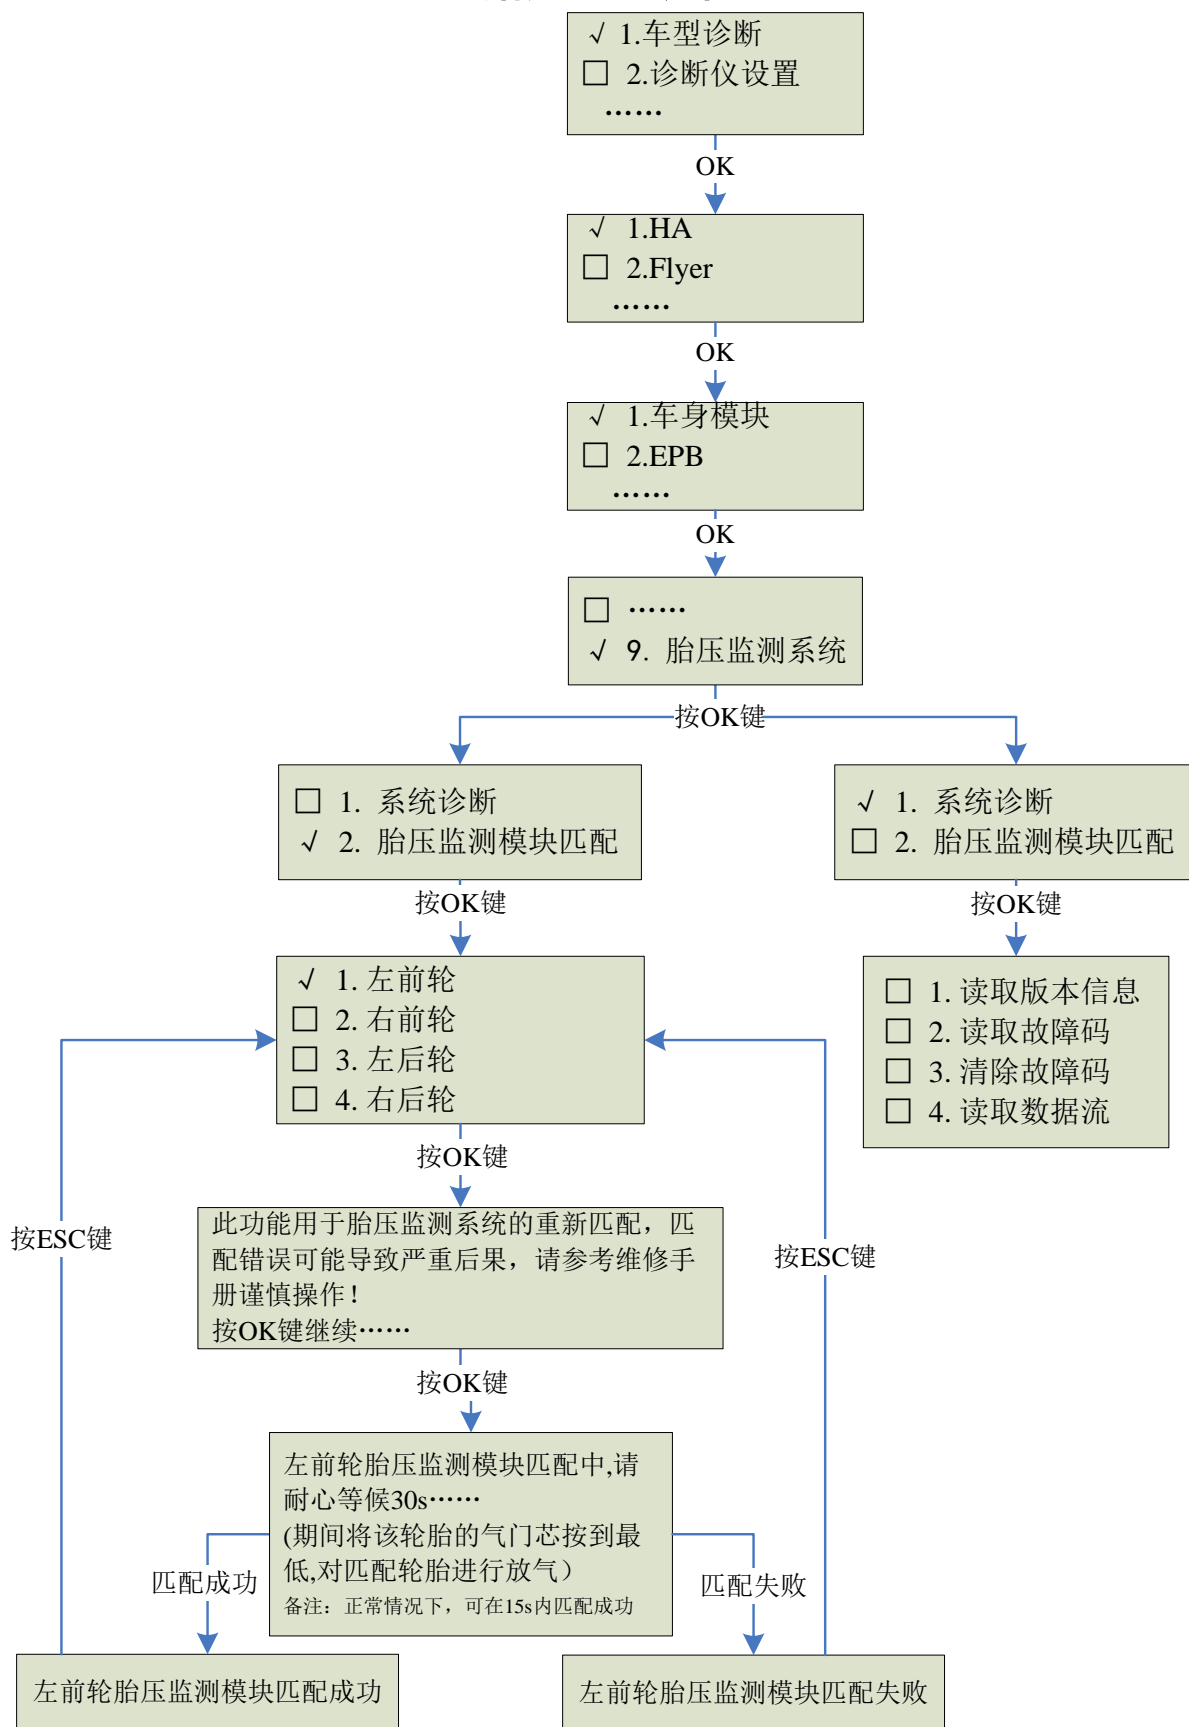 √ 1.车型诊断
□ 2.诊断仪设置
……
OK
√ 1.HA
□ 2.Flyer
……
OK
√ 1.车身模块
□ 2.EPB
……
OK
□ ……
√ 9. 胎压监测系统
按OK键
□ 1. 系统诊断
√ 2. 胎压监测模块匹配
√ 1. 系统诊断
□ 2. 胎压监测模块匹配
按OK键
按OK键
√ 1. 左前轮
□ 2. 右前轮
□ 3. 左后轮
□ 4. 右后轮
□ 1. 读取版本信息
□ 2. 读取故障码
□ 3. 清除故障码
□ 4. 读取数据流
按OK键
按ESC键
此功能用于胎压监测系统的重新匹配，匹
配错误可能导致严重后果，请参考维修手
册谨慎操作！
按OK键继续……
按ESC键
按OK键
左前轮胎压监测模块匹配中,请
耐心等候30s……
(期间将该轮胎的气门芯按到最
低,对匹配轮胎进行放气）
备注：正常情况下，可在15s内匹配成功
匹配成功
匹配失败
左前轮胎压监测模块匹配成功
左前轮胎压监测模块匹配失败